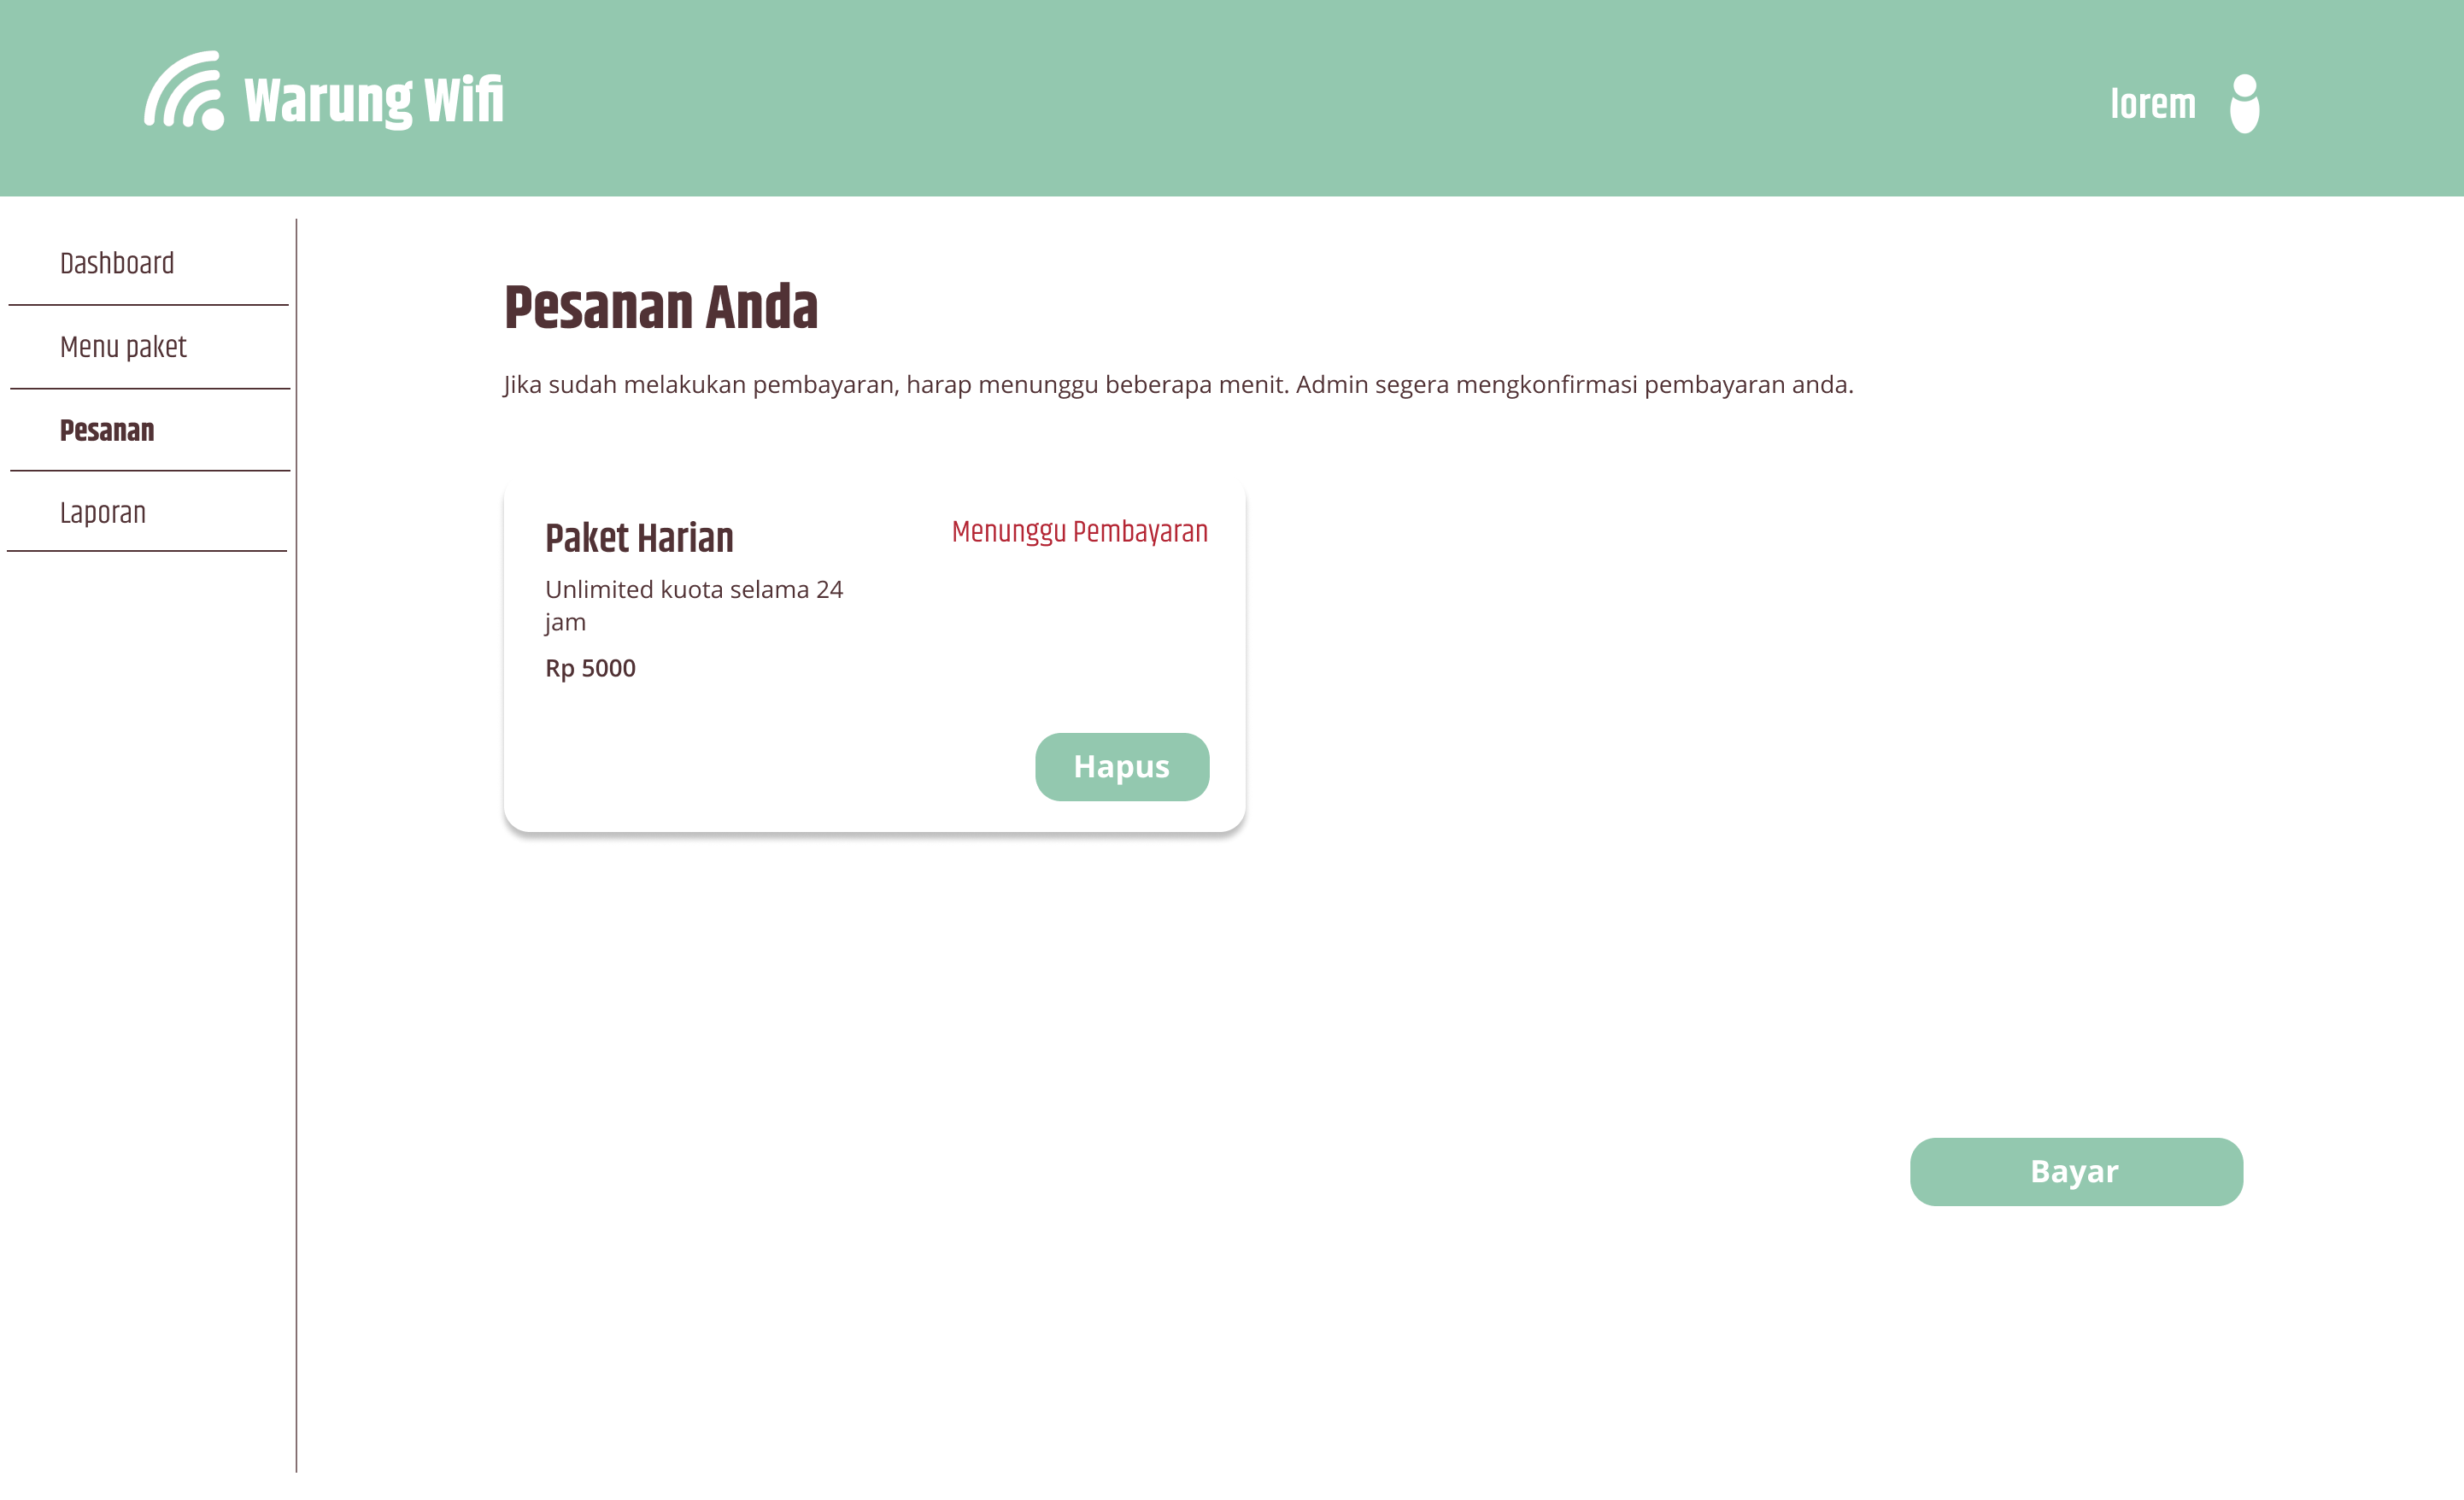 Warung Wifi
lorem
Dashboard
Menu paket
Pesanan
Laporan
Pesanan Anda
Jika sudah melakukan pembayaran, harap menunggu beberapa menit. Admin segera mengkonfirmasi pembayaran anda.
Paket Harian
Menunggu Pembayaran
Unlimited kuota selama 24
jam
Rp 5000
Hapus
Bayar